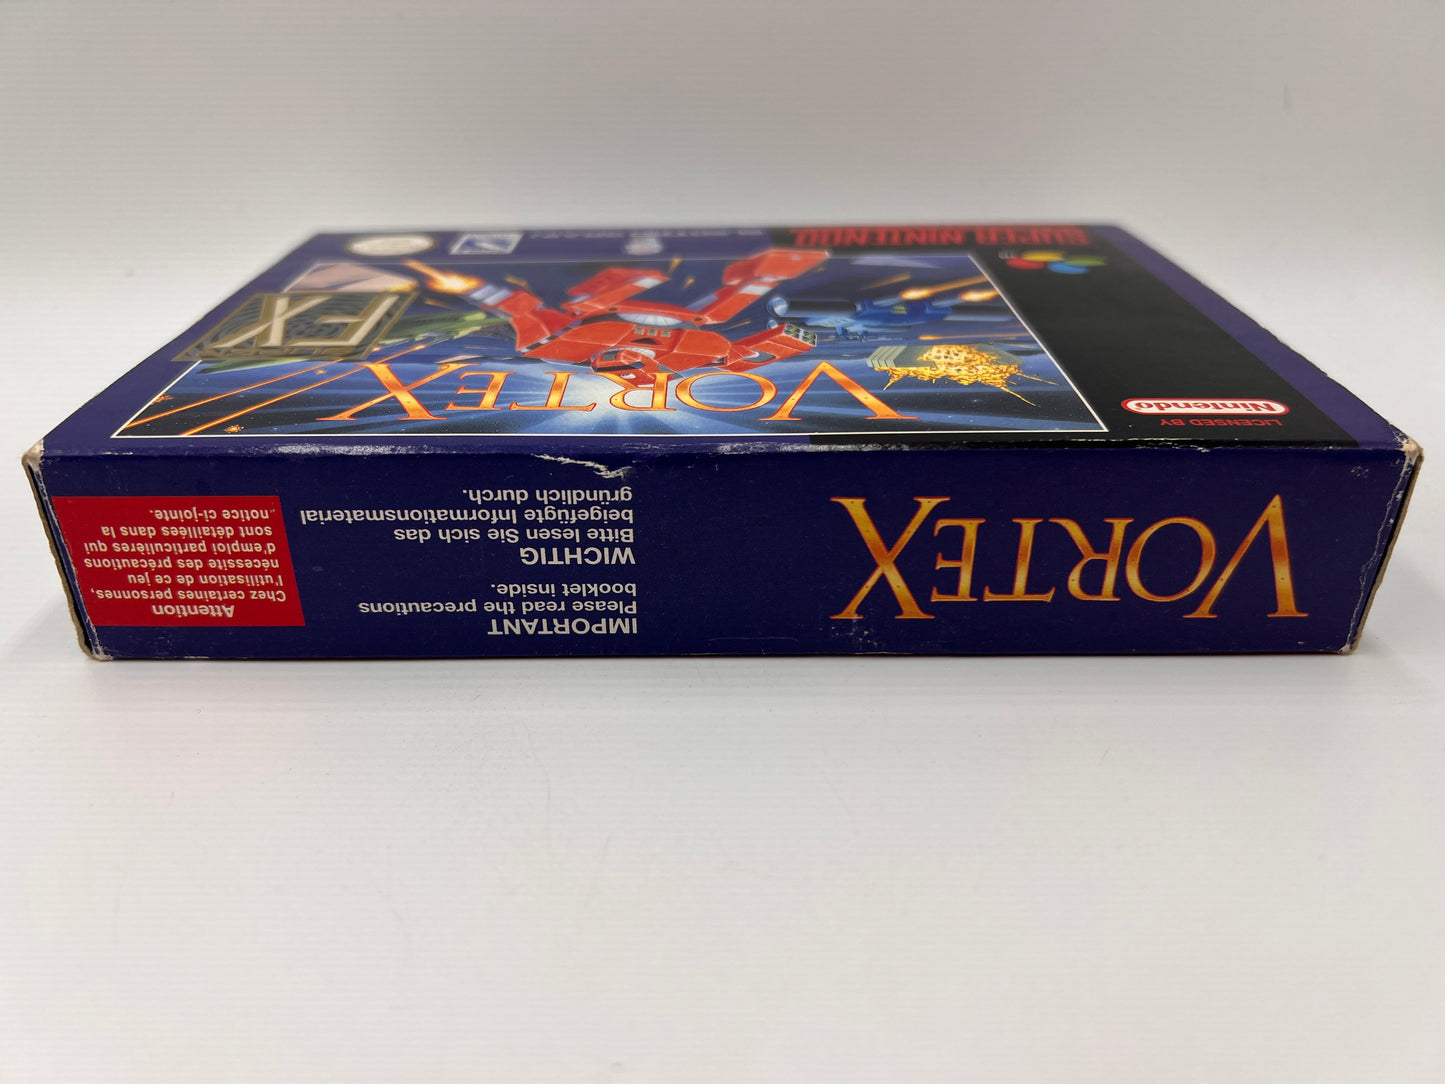 VORTEX
IMPORTANT
Please read the precautions
booklet inside.
WICHTIG
Bitte lesen Sie sich das
beigefügte Informationsmaterial
gründlich durch.
Attention
Chez certaines personnes,
l'utilisation de ce jeu
nécessite des précautions
d'emploi particulières qui
sont détaillées dans la
notice ci-jointe.
LICENSED BY
Nintendo
VORTEX
FX
SUPER NINTENDO